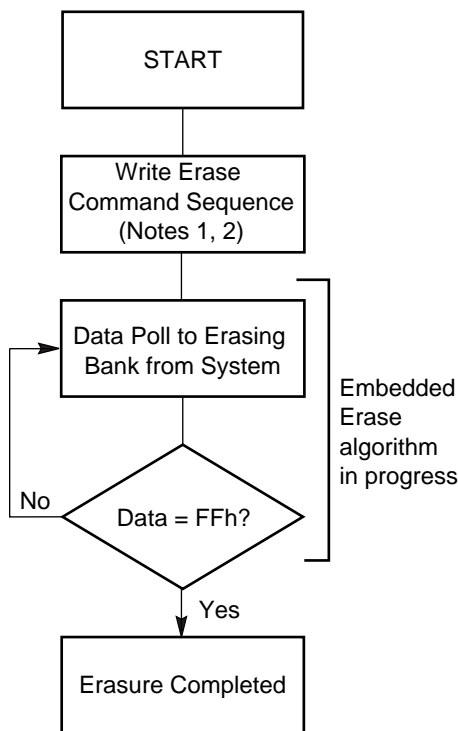 START
Write Erase
Command Sequence
(Notes 1, 2)
Data Poll to Erasing
Bank from System
Embedded
Erase
algorithm
in progress
No
Data = FFh?
Yes
Erasure Completed